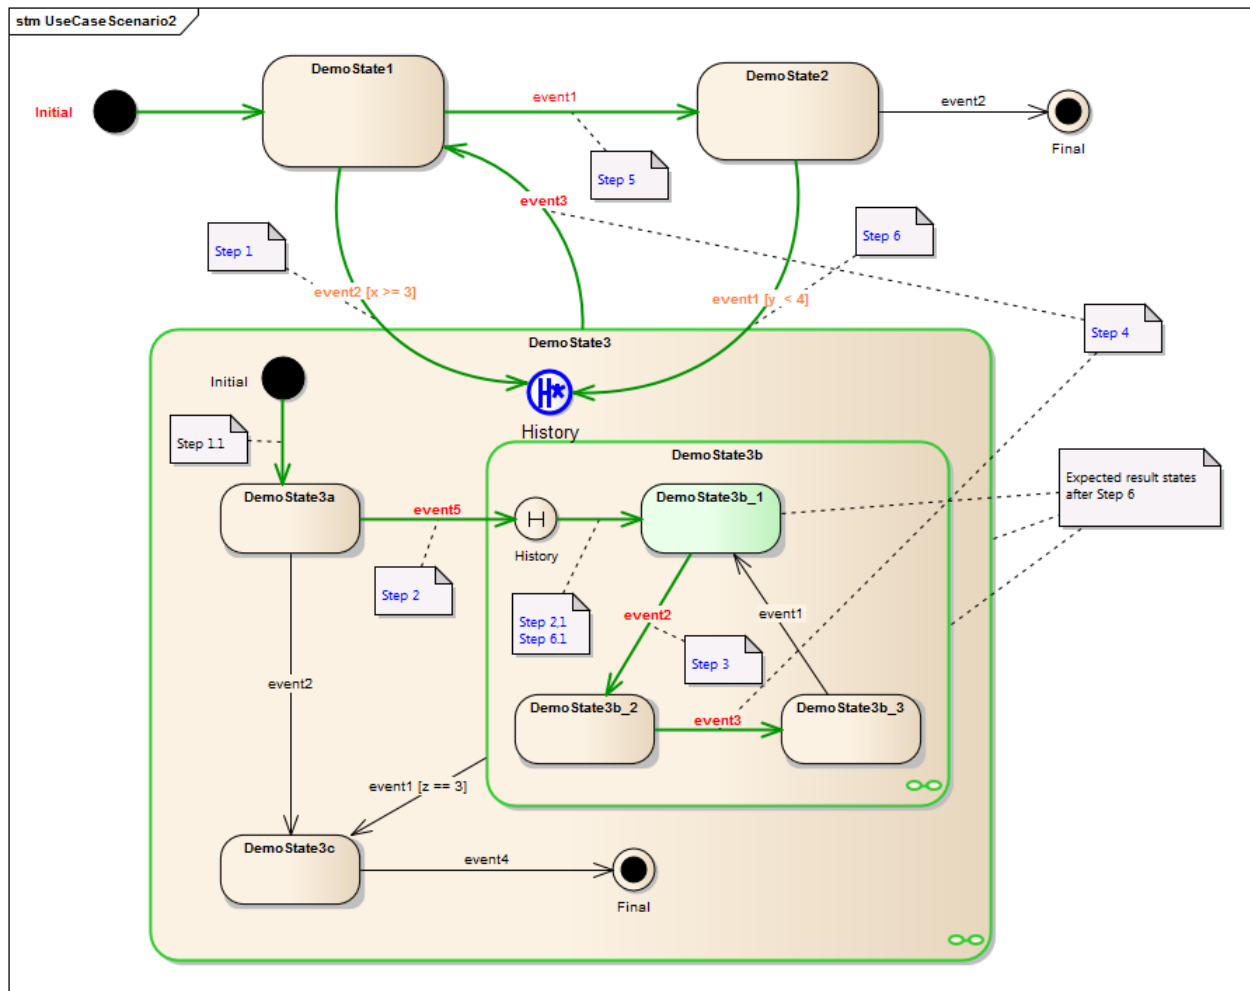 stm UseCaseScenario2
DemoState1
DemoState2
Initial
event1
event2
Final
Step 5
event3
Step 1
Step 6
event2 [x >= 3]
event1 [y < 4]
Step 4
DemoState3
Initial
History
Step 1.1
DemoState3b
Expected result states
after Step 6
DemoState3a
DemoState3b_1
event5
H
H*
History
Step 2
Step 2,1
Step 6.1
event2
event1
Step 3
event2
DemoState3b_2
event3
DemoState3b_3
event1 [z == 3]
DemoState3c
event4
Final